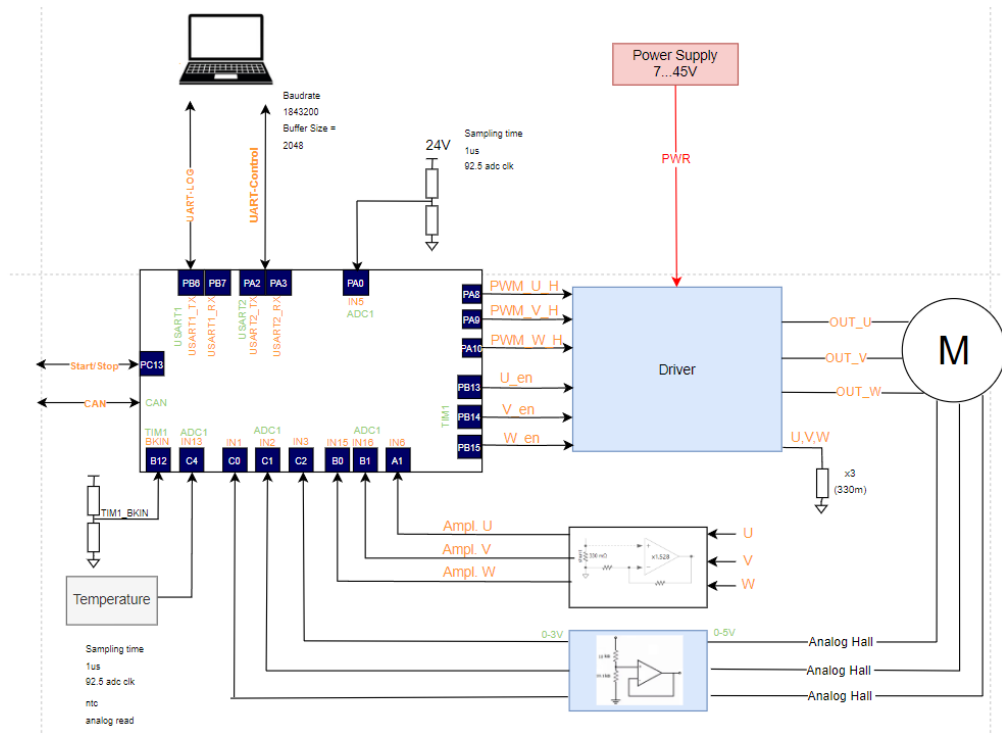 Power Supply
7...45V
Baudrate
1843200
Buffer Size =
2048
24V
Sampling time
1us
92.5 adc clk
UART-LOG
UART-Control
PWR
PB6
PB7
PA2
PA3
PA0
USART1
USART1_TX
USART1_RX
USART2
USART2_TX
USART2_RX
IN5
ADC1
PA8
PWM_U_H
PA9
PWM_V_H
PA10
PWM_W_H
PB13
U_en
PB14
V_en
PB15
W_en
TIM1
Driver
OUT_U
OUT_V
OUT_W
M
Start/Stop
PC13
CAN
CAN
TIM1
BKIN
ADC1
IN13
IN1
ADC1
IN2
IN3
ADC1
IN15
IN16
IN6
B12
C4
C0
C1
C2
B0
B1
A1
U,V,W
x3
(330m)
TIM1_BKIN
Ampl. U
Ampl. V
Ampl. W
x1,528
U
V
W
Temperature
0-3V
0-5V
Analog Hall
Analog Hall
Analog Hall
Sampling time
1us
92.5 adc clk
ntc
analog read